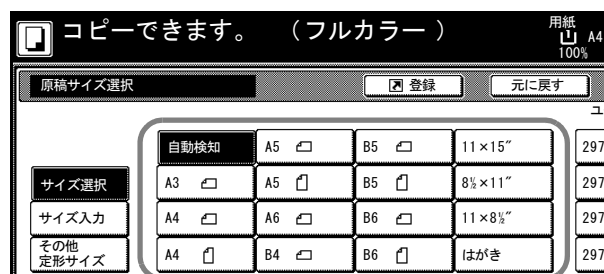 コピーできます。 （フルカラー ） 用紙
A4
100%
原稿サイズ選択 登録 元に戻す
ユ
自動検知 A5 B5 11×15″ 297
サイズ選択 A3 A5 B5 8½×11″ 297
サイズ入力 A4 A6 B6 11×8½″ 297
その他
定形サイズ A4 B4 B6 はがき 297